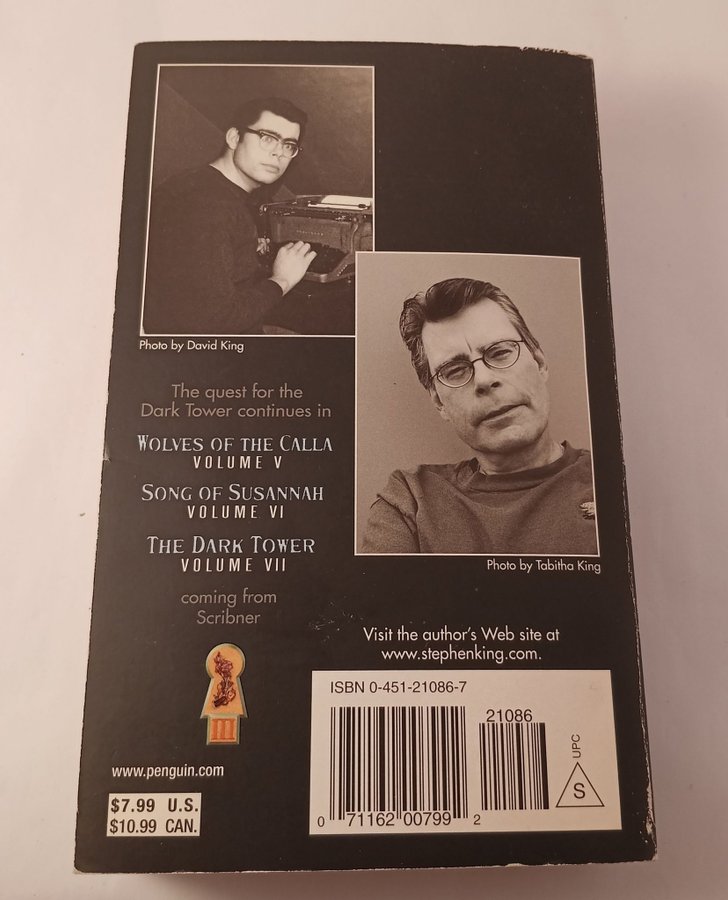 Photo by David King
The quest for the
Dark Tower continues in
WOLVES OF THE CALLA
VOLUME V
SONG OF SUSANNAH
VOLUME VI
THE DARK TOWER
VOLUME VII
coming from
Scribner
III
www.penguin.com
$7.99 U.S.
$10.99 CAN.
Photo by Tabitha King
Visit the author's Web site at
www.stephenking.com.
ISBN 0-451-21086-7
21086
UPC
S
0 71162 00799 2